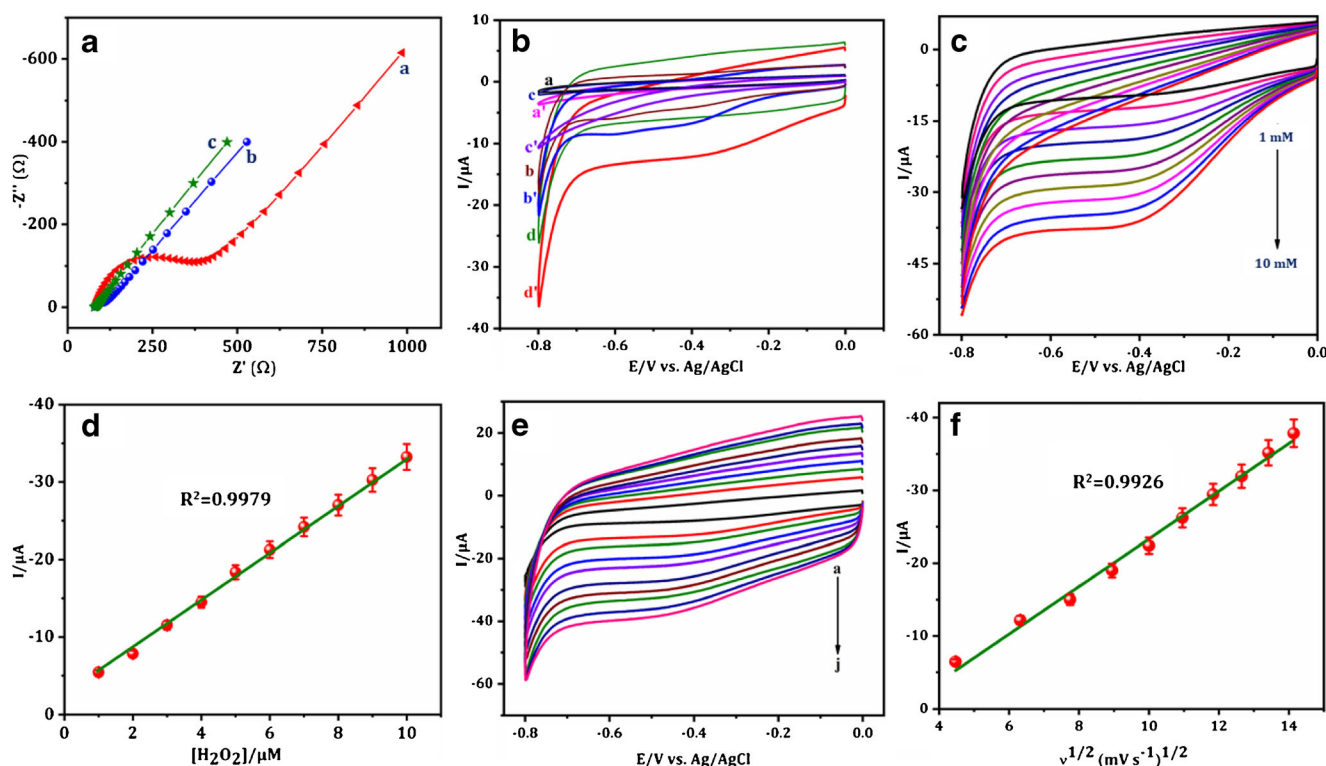 a
-600
-400
-200
0
-Z'' (Ω)
a
c
b
0
250
500
750
1000
Z' (Ω)
b
10
0
-10
-20
-30
-40
I/μA
a
c
a'
c'
b
b'
d
d'
-0.8
-0.6
-0.4
-0.2
0.0
E/V vs. Ag/AgCl
c
0
-15
-30
-45
-60
I/μA
1 mM
10 mM
-0.8
-0.6
-0.4
-0.2
0.0
E/V vs. Ag/AgCl
d
-40
-30
-20
-10
0
I/μA
R²=0.9979
0
2
4
6
8
10
[H₂O₂]/μM
e
20
0
-20
-40
-60
I/μA
a
j
-0.8
-0.6
-0.4
-0.2
0.0
E/V vs. Ag/AgCl
f
-40
-30
-20
-10
0
I/μA
R²=0.9926
4
6
8
10
12
14
ν^1/2 (mV s⁻¹)^1/2